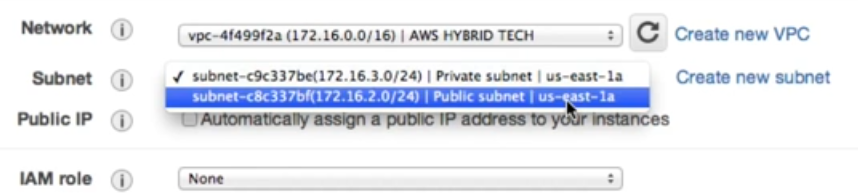 Network i vpc-4f499f2a (172.16.0.0/16) | AWS HYBRID TECH Create new VPC
Subnet i ✓ subnet-c9c337be(172.16.3.0/24) | Private subnet | us-east-1a Create new subnet
subnet-c8c337bf(172.16.2.0/24) | Public subnet | us-east-1a
Public IP i Automatically assign a public IP address to your instances
IAM role i None